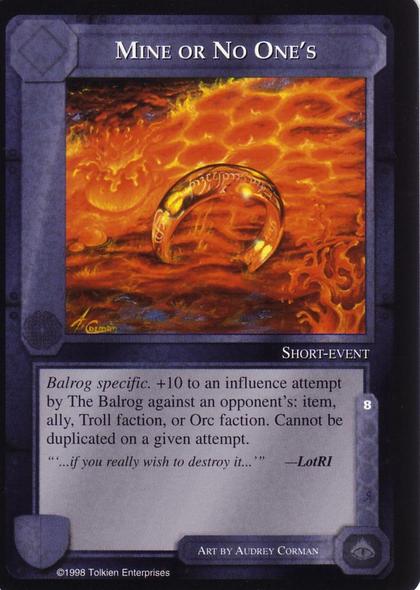 MINE OR NO ONE'S
A. Corman
SHORT-EVENT
Balrog specific. +10 to an influence attempt
by The Balrog against an opponent's: item,
ally, Troll faction, or Orc faction. Cannot be
duplicated on a given attempt.
8
“‘...if you really wish to destroy it...’” —LotRI
ART BY AUDREY CORMAN
©1998 Tolkien Enterprises